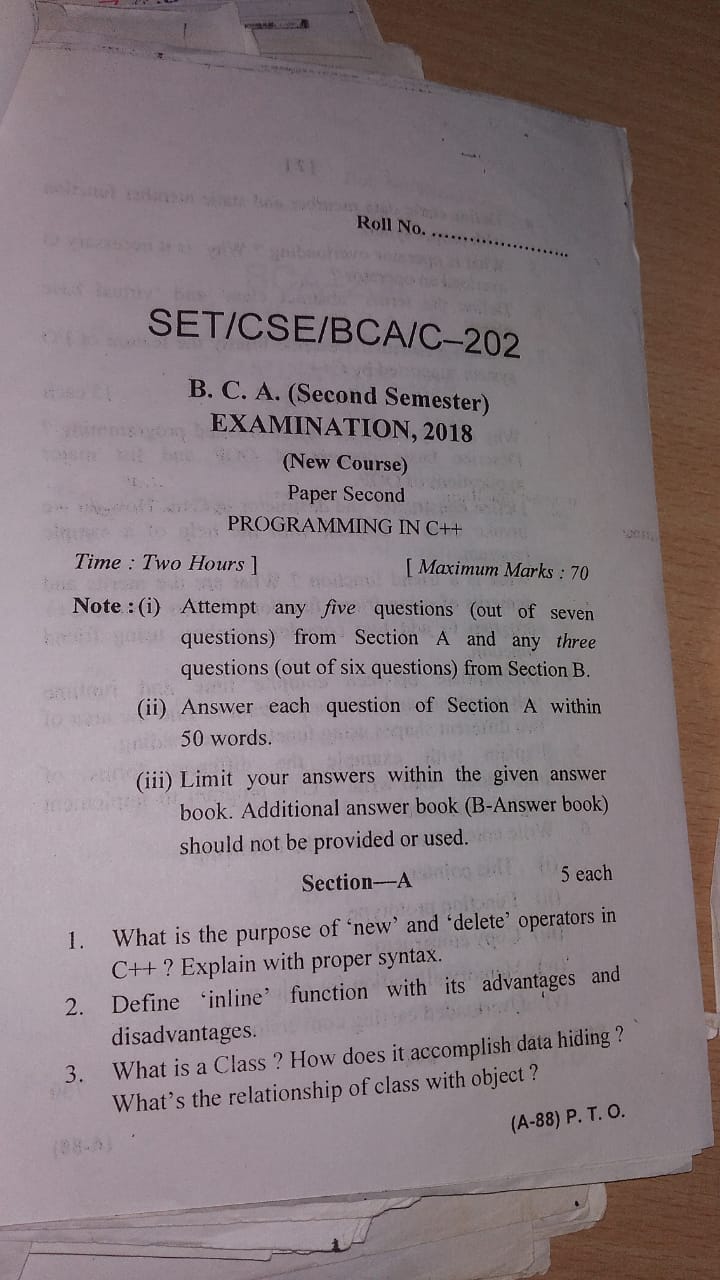 Roll No. ........................
SET/CSE/BCA/C–202
B. C. A. (Second Semester)
EXAMINATION, 2018
(New Course)
Paper Second
PROGRAMMING IN C++
Time : Two Hours ] [ Maximum Marks : 70
Note : (i) Attempt any five questions (out of seven
questions) from Section A and any three
questions (out of six questions) from Section B.
(ii) Answer each question of Section A within
50 words.
(iii) Limit your answers within the given answer
book. Additional answer book (B-Answer book)
should not be provided or used.
Section—A 5 each
1. What is the purpose of ‘new’ and ‘delete’ operators in
C++ ? Explain with proper syntax.
2. Define ‘inline’ function with its advantages and
disadvantages.
3. What is a Class ? How does it accomplish data hiding ?
What’s the relationship of class with object ?
(A-88) P. T. O.